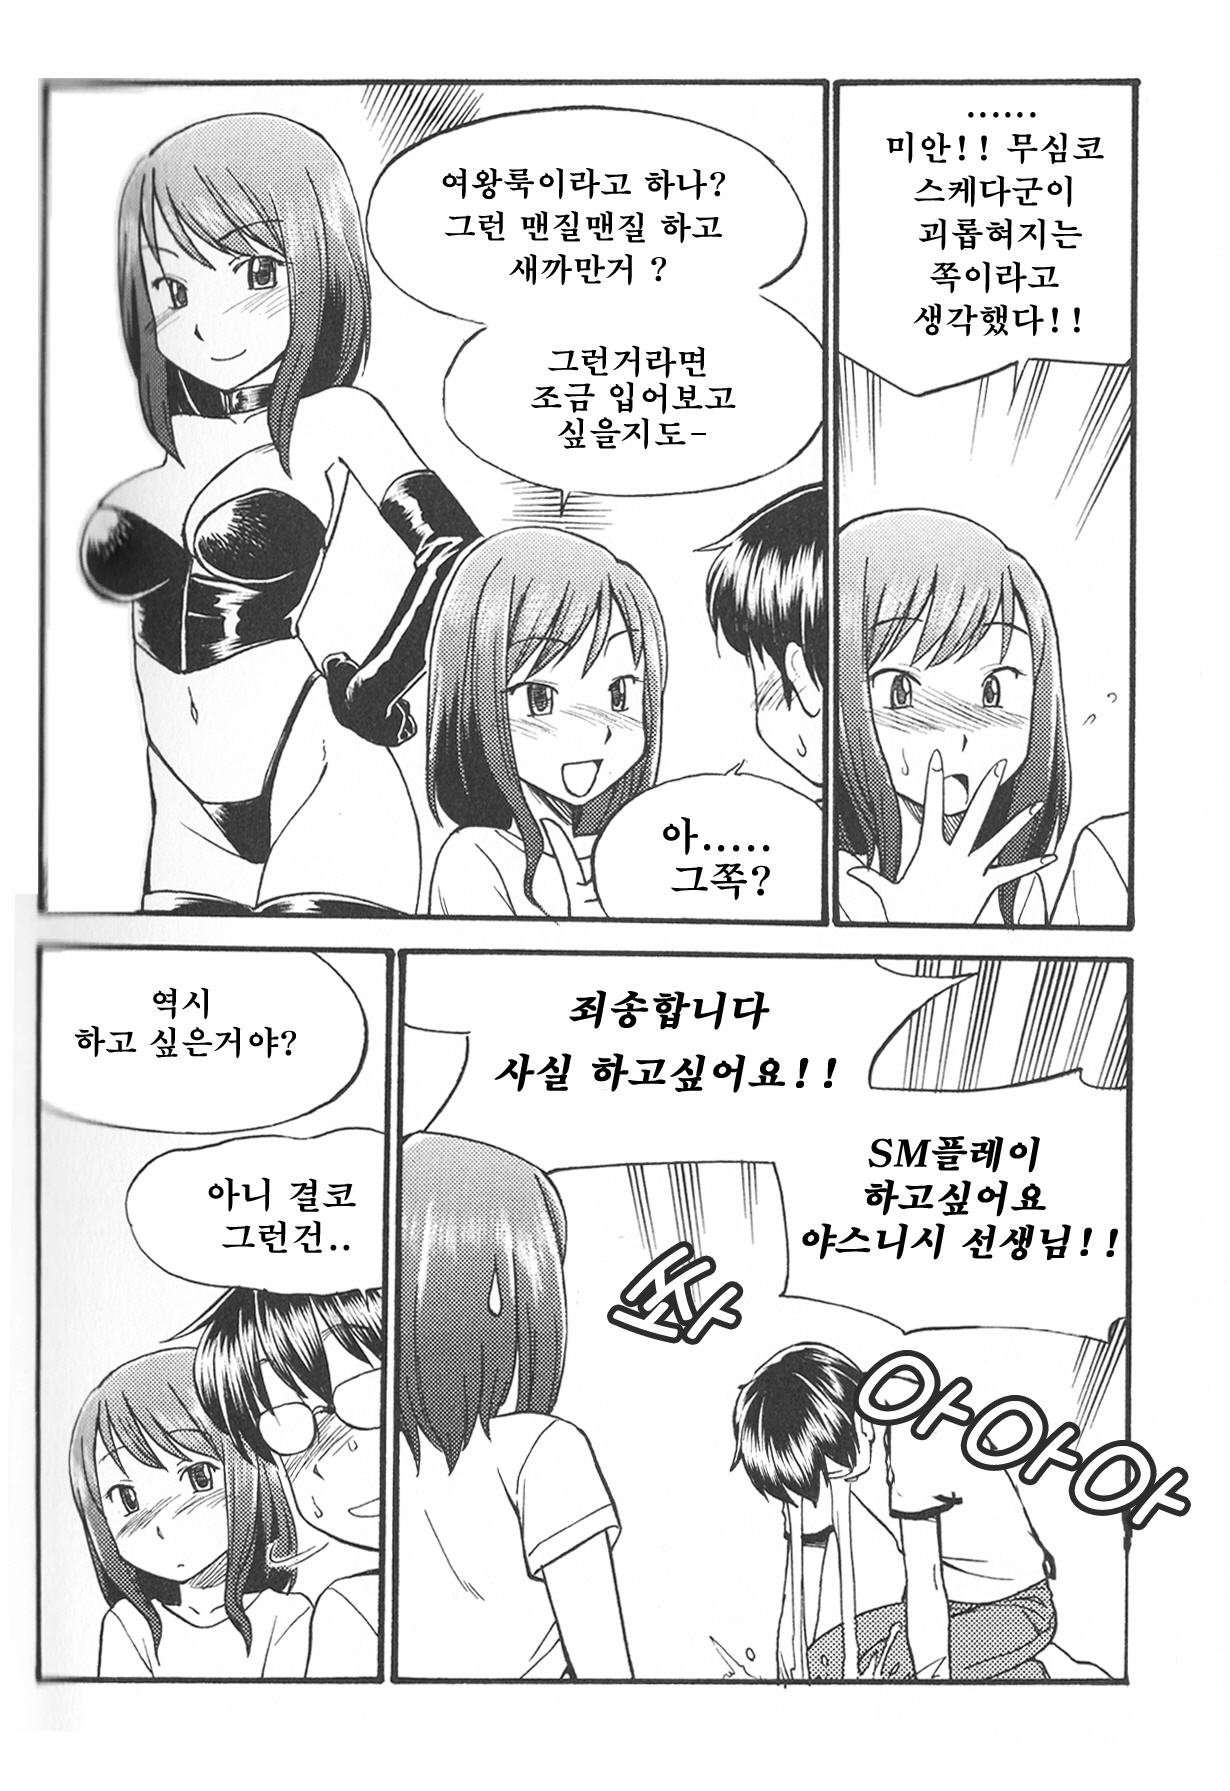 ……
미안!! 무심코
스케다군이
괴롭혀지는
쪽이라고
생각했다!!
여왕룩이라고 하나?
그런 맨질맨질 하고
새까만거 ?
그런거라면
조금 입어보고
싶을지도-
아.....
그쪽?
죄송합니다
사실 하고싶어요!!
SM플레이
하고싶어요
야스니시 선생님!!
쫘
아아아
역시
하고 싶은거야?
아니 결코
그런건..